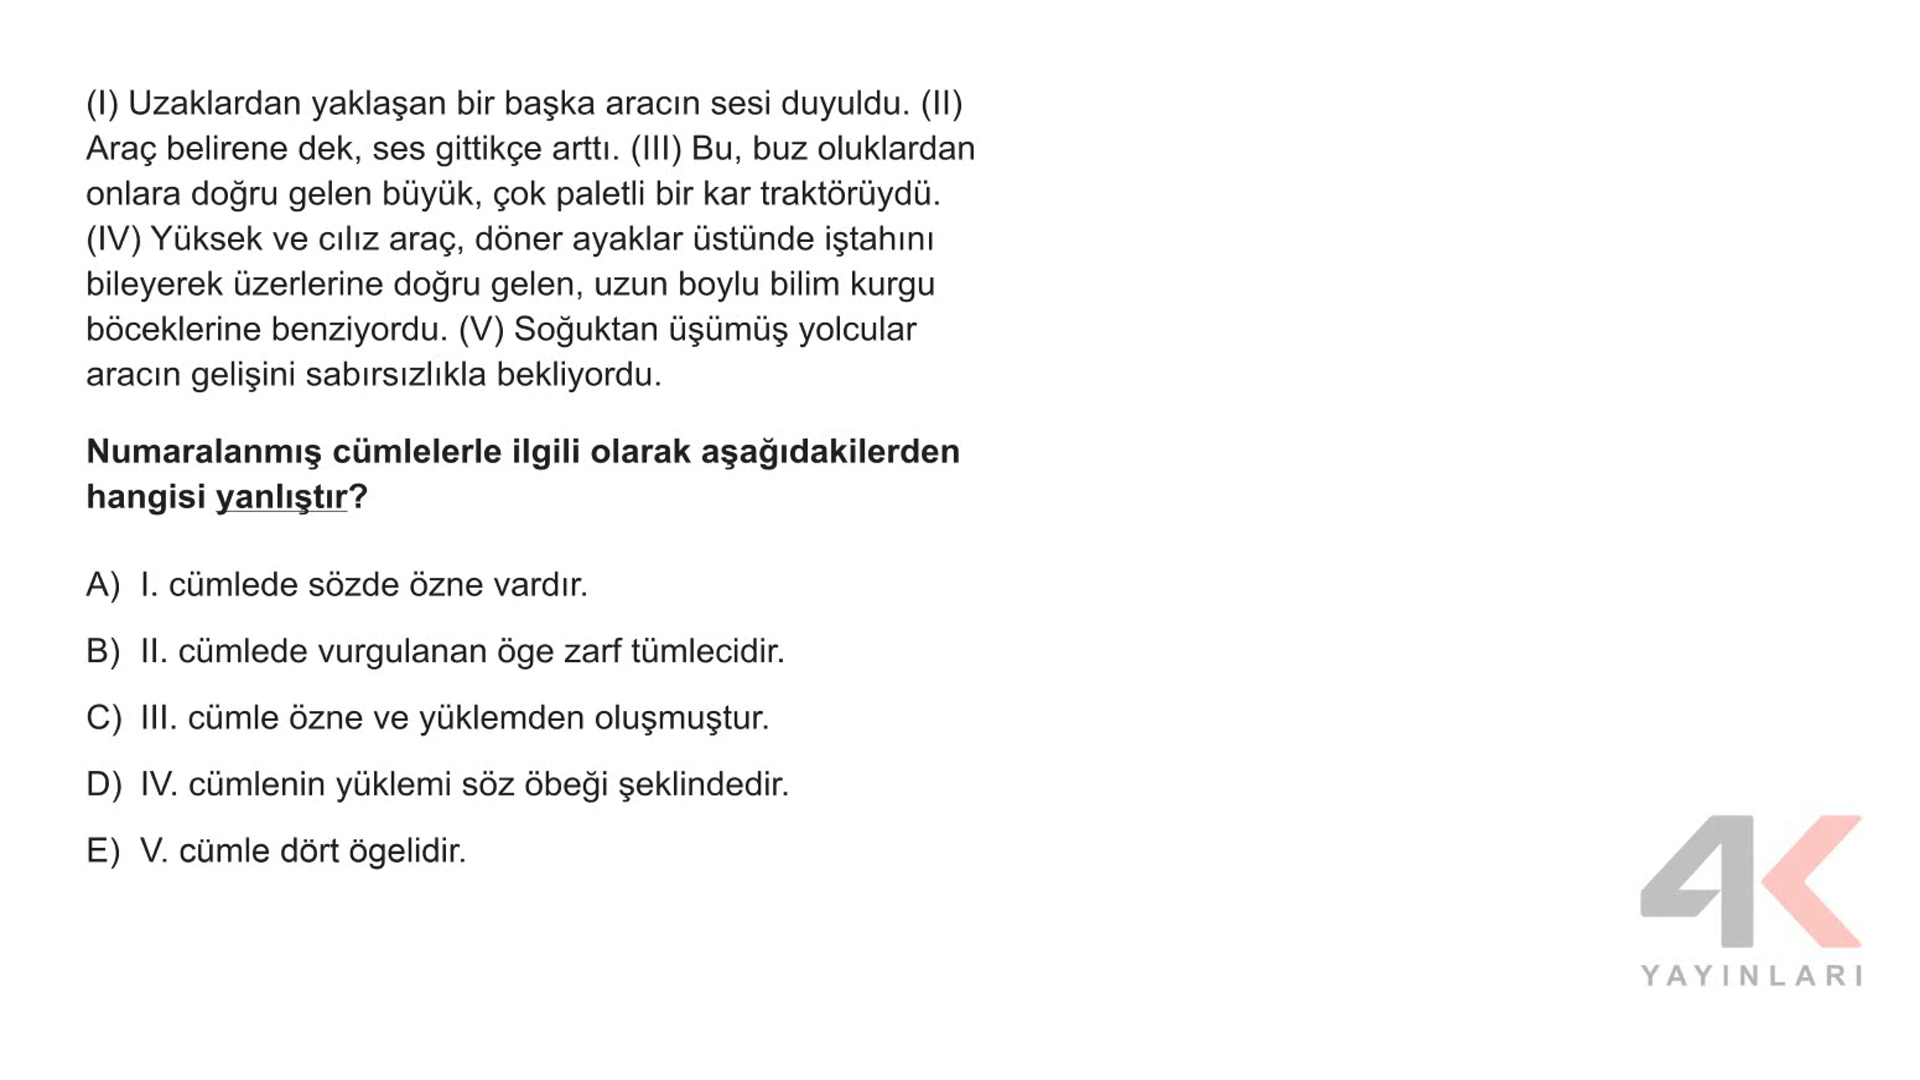 (I) Uzaklardan yaklaşan bir başka aracın sesi duyuldu. (II)
Araç belirene dek, ses gittikçe arttı. (III) Bu, buz oluklardan
onlara doğru gelen büyük, çok paletli bir kar traktörüydü.
(IV) Yüksek ve cılız araç, döner ayaklar üstünde iştahını
bileyerek üzerlerine doğru gelen, uzun boylu bilim kurgu
böceklerine benziyordu. (V) Soğuktan üşümüş yolcular
aracın gelişini sabırsızlıkla bekliyordu.
Numaralanmış cümlelerle ilgili olarak aşağıdakilerden
hangisi yanlıştır?
A) I. cümlede sözde özne vardır.
B) II. cümlede vurgulanan öge zarf tümlecidir.
C) III. cümle özne ve yüklemden oluşmuştur.
D) IV. cümlenin yüklemi söz öbeği şeklindedir.
E) V. cümle dört ögelidir.
4K
YAYINLARI